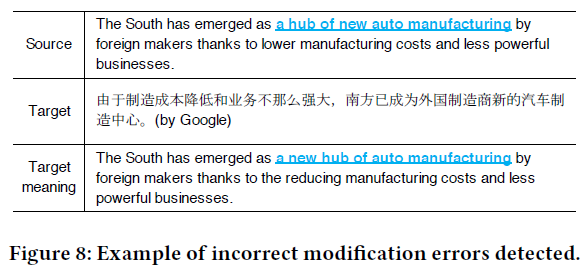 The South has emerged as a hub of new auto manufacturing by
Source
foreign makers thanks to lower manufacturing costs and less powerful
businesses.
由于制造成本降低和业务不那么强大，南方已成为外国制造商新的汽车制
Target
造中心。(by Google)
The South has emerged as a new hub of auto manufacturing by
Target
meaning
foreign makers thanks to the reducing manufacturing costs and less
powerful businesses.
Figure 8: Example of incorrect modification errors detected.